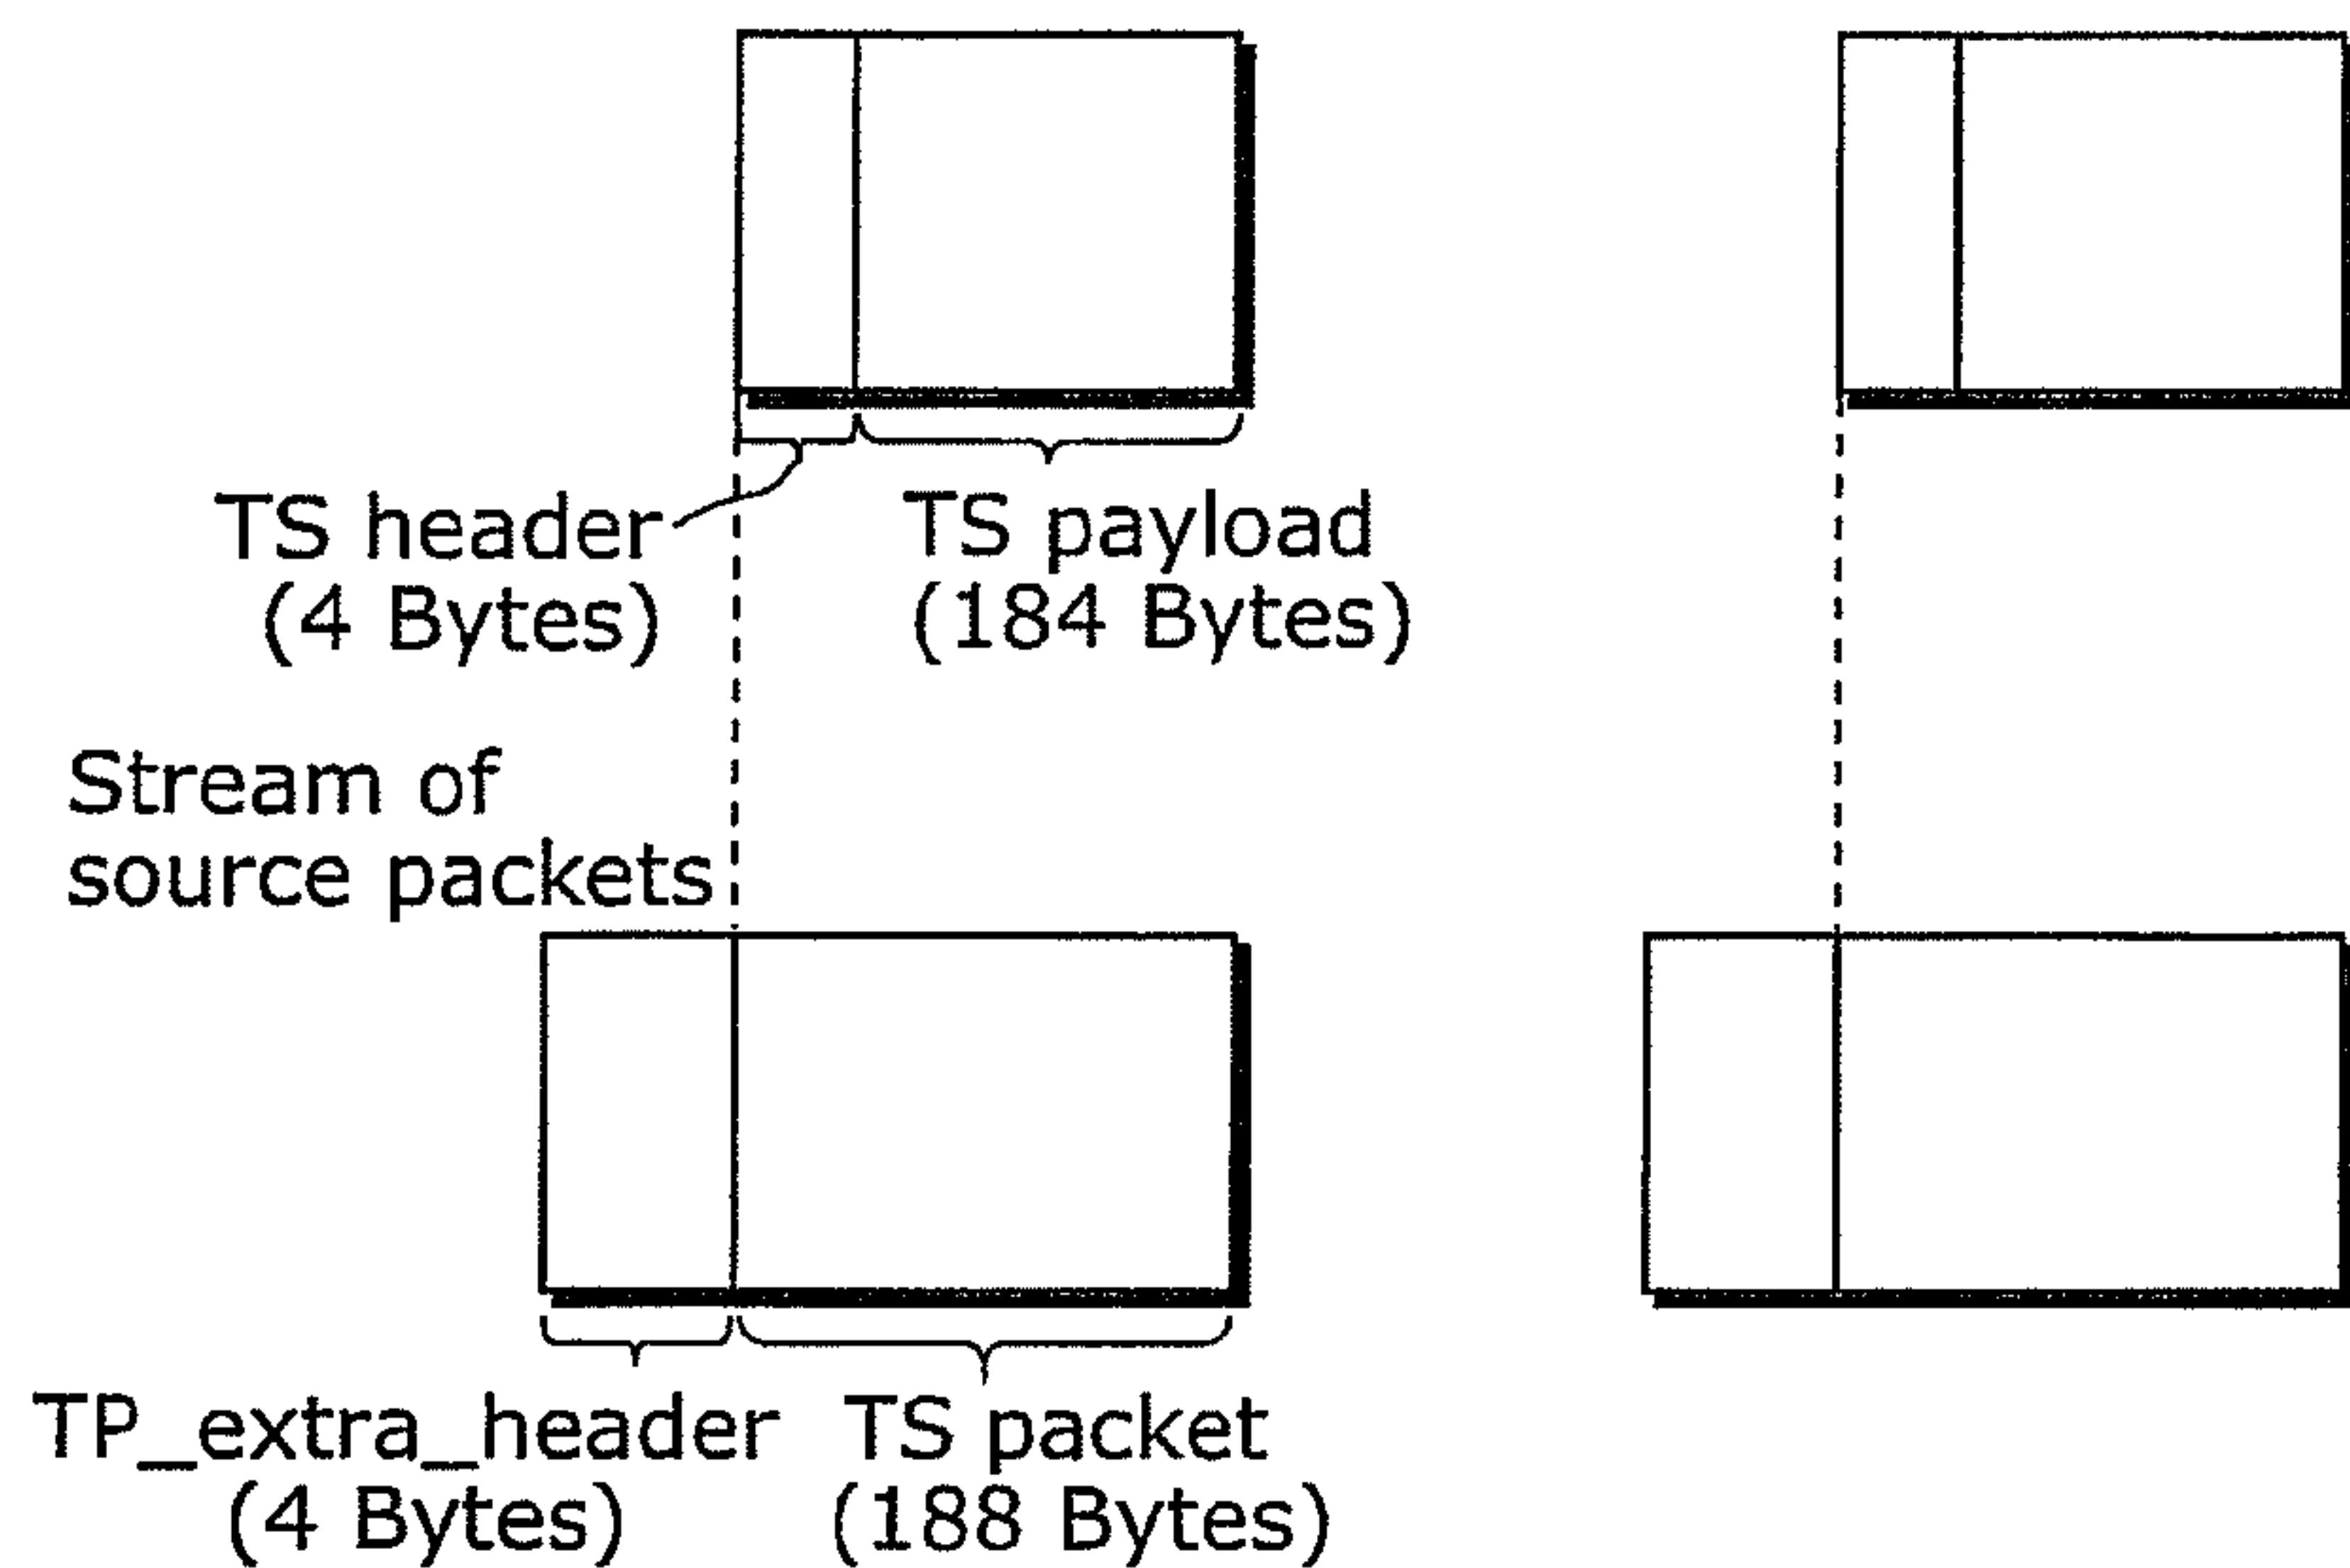 TS header
(4 Bytes)
TS payload
(184 Bytes)
Stream of
source packets
TP_extra_header
(4 Bytes)
TS packet
(188 Bytes)